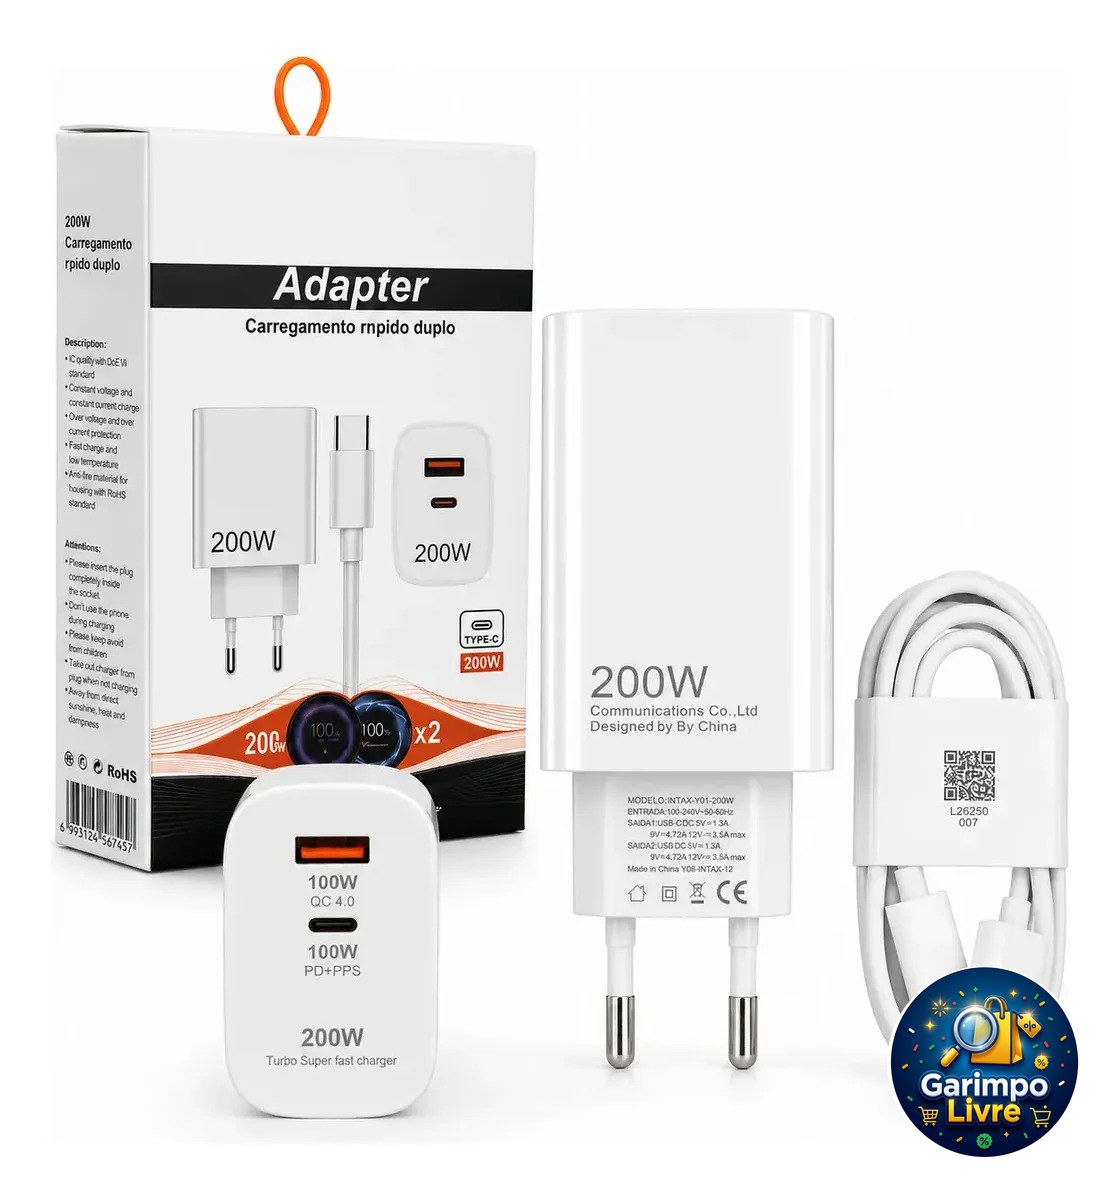 200W
Carregamento
rpido duplo
Description:
• IC quality with DoE VI
standard
• Constant voltage and
constant current charge
• Over voltage and over
current protection
• Fast charge and
low temperature
• Anti-fire material for
housing with RoHS
standard
Attentions:
• Please insert the plug
completely inside
the socket.
• Don't use the phone
during charging
• Please keep avoid
from children
• Take out charger from
plug when not charging
• Away from direct
sunshine, heat and
dampness
RoHS
6 993124 567457
Adapter
Carregamento rnpido duplo
200W
200W
TYPE-C
200W
200W
100%
100%
x2
100W
QC 4.0
100W
PD+PPS
200W
Turbo Super fast charger
200W
Communications Co.,Ltd
Designed by By China
MODELO:INTAX-Y01-200W
ENTRADA:100-240V~50-60Hz
SAIDA1:USB-CDC 5V=1.3A
9V=4.72A 12V=3.5A max
SAIDA2:USB DC 5V=1.3A
9V=4.72A 12V=3.5A max
Made in China Y08-INTAX-12
CE
L26250
007
Garimpo
Livre